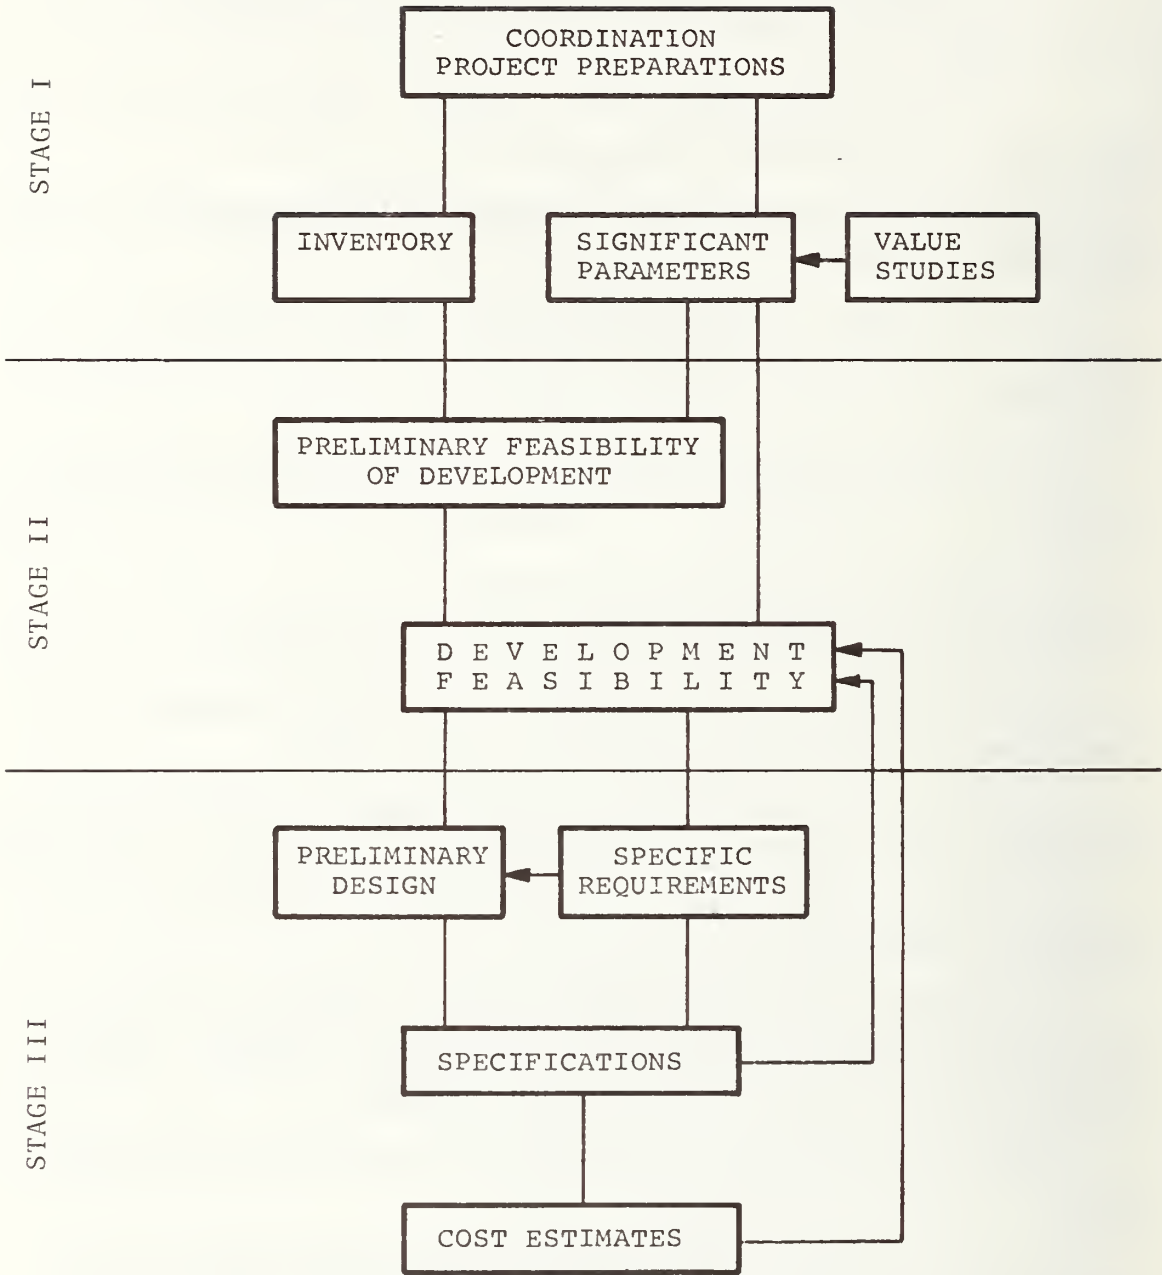 STAGE I
COORDINATION
PROJECT PREPARATIONS
INVENTORY
SIGNIFICANT
PARAMETERS
VALUE
STUDIES
STAGE II
PRELIMINARY FEASIBILITY
OF DEVELOPMENT
D E V E L O P M E N T
F E A S I B I L I T Y
STAGE III
PRELIMINARY
DESIGN
SPECIFIC
REQUIREMENTS
SPECIFICATIONS
COST ESTIMATES